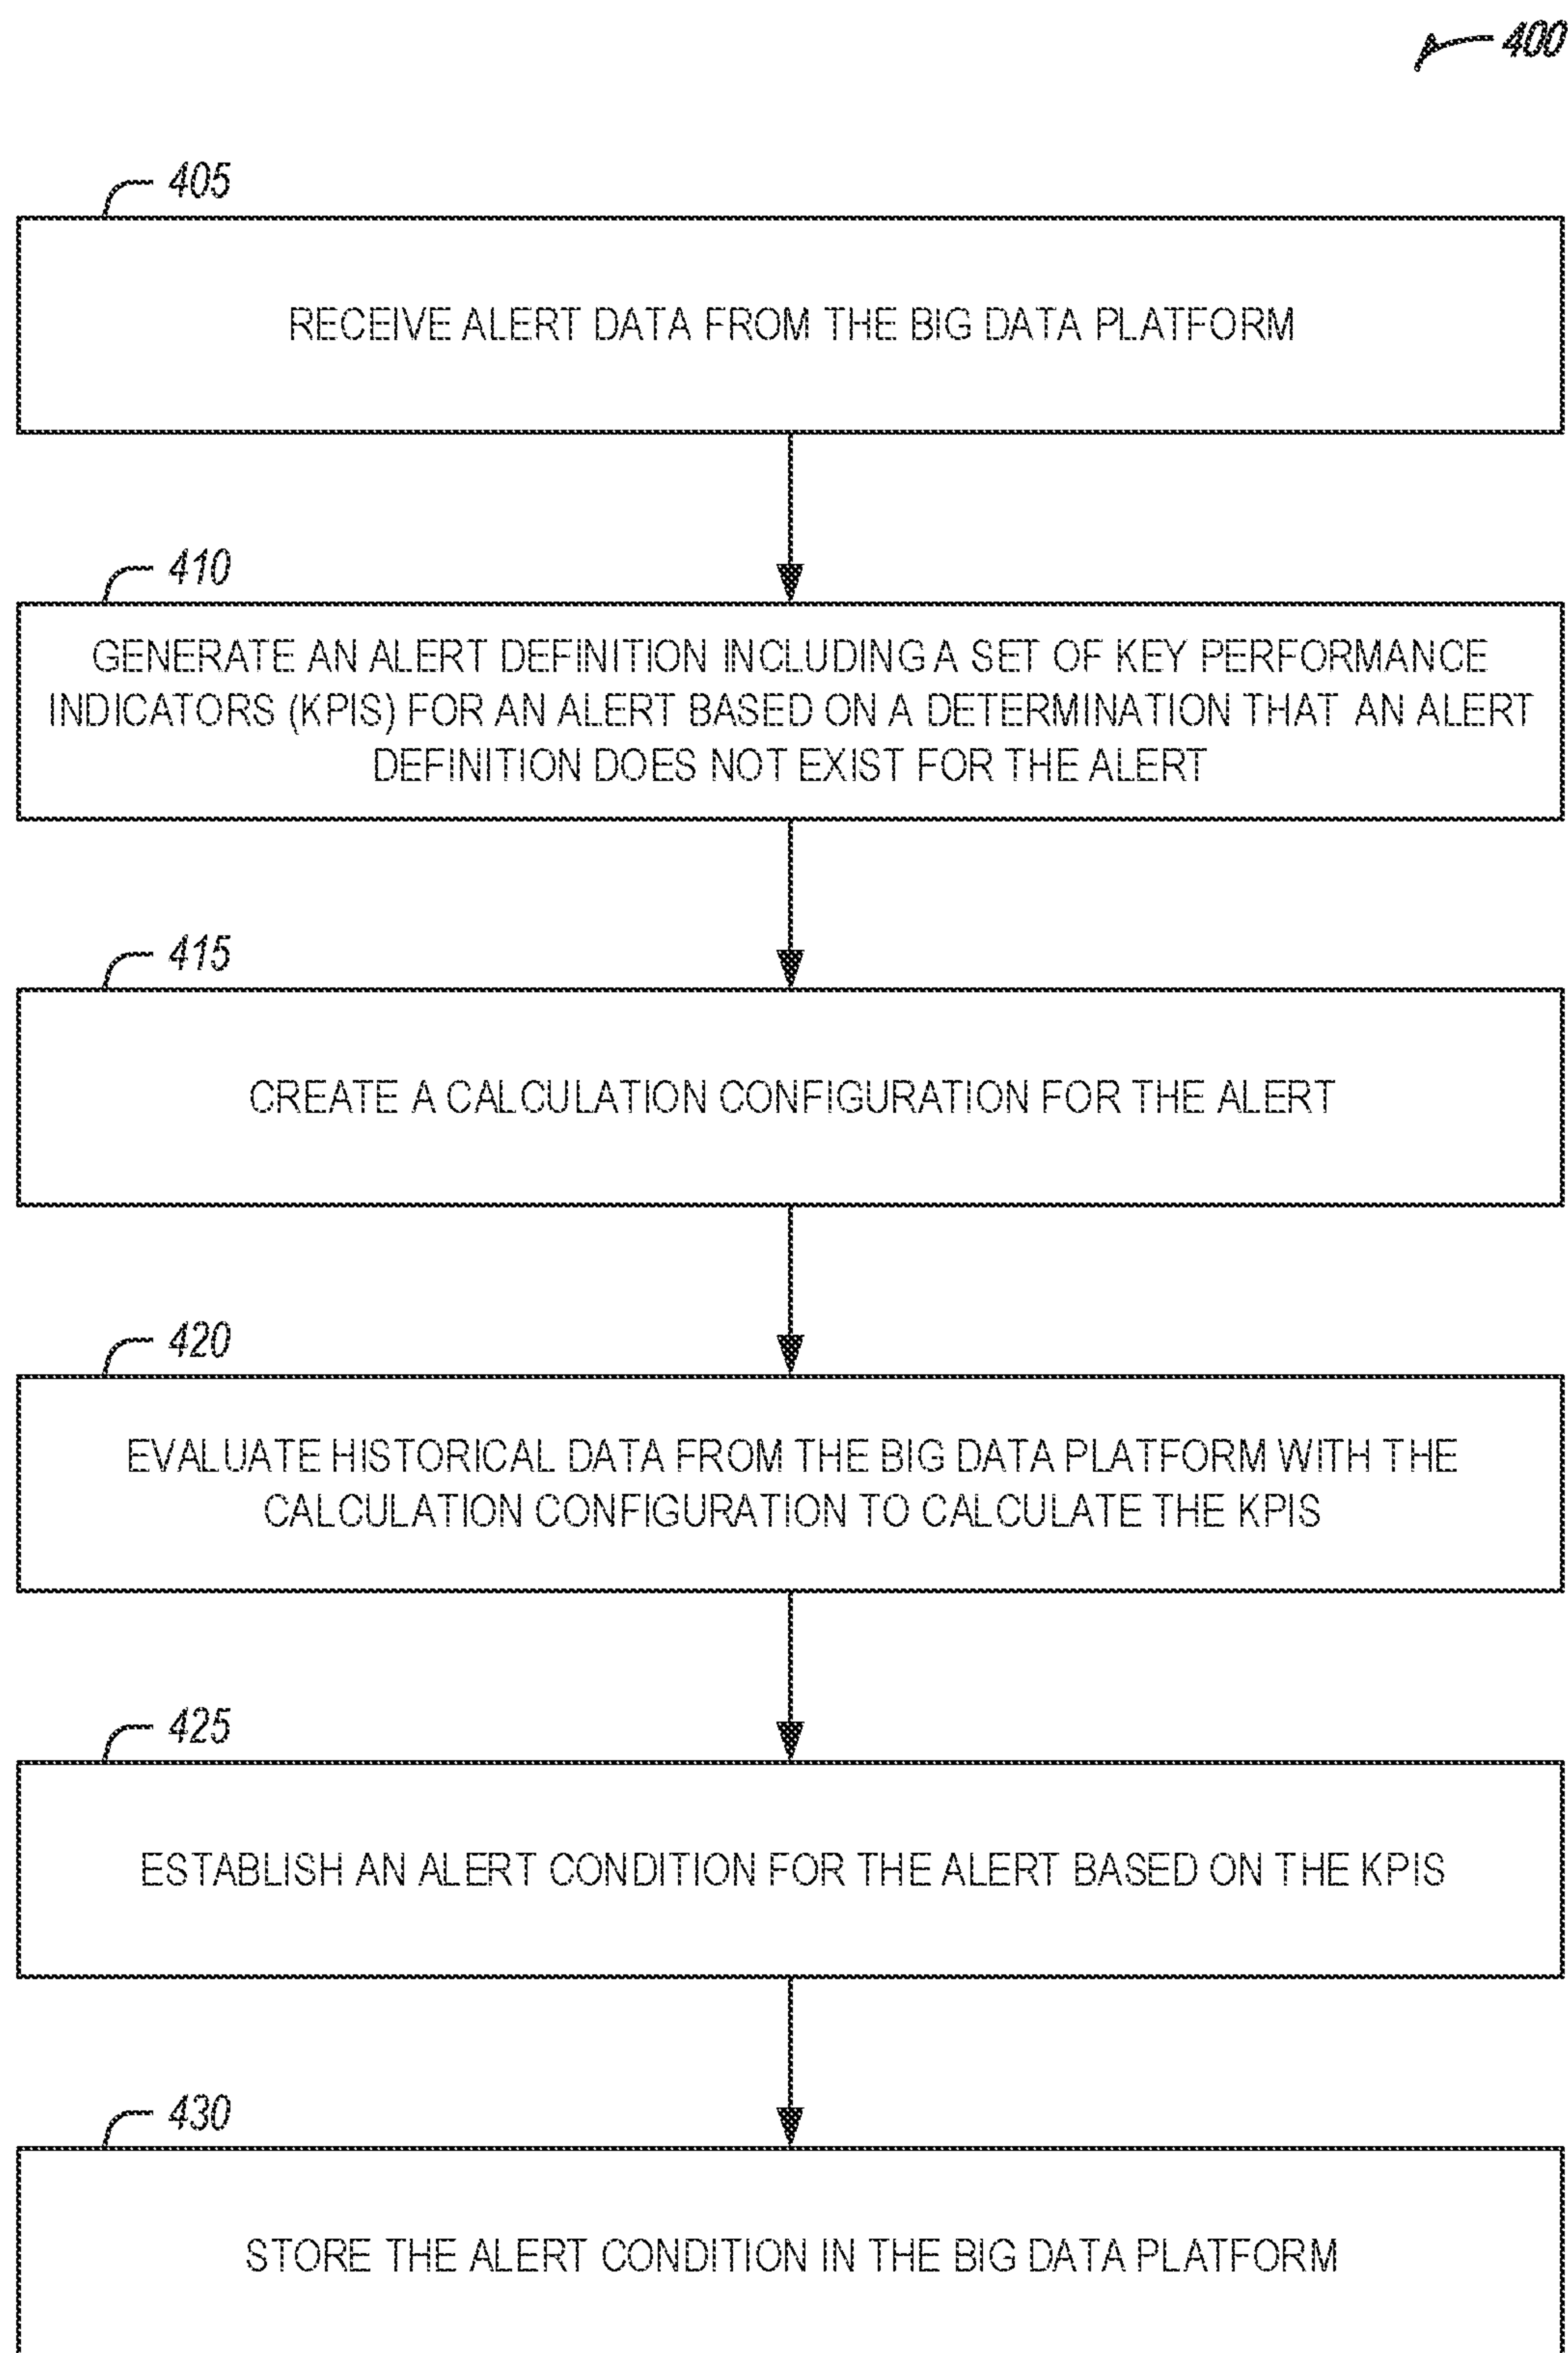 400
405
RECEIVE ALERT DATA FROM THE BIG DATA PLATFORM
410
GENERATE AN ALERT DEFINITION INCLUDING A SET OF KEY PERFORMANCE
INDICATORS (KPIS) FOR AN ALERT BASED ON A DETERMINATION THAT AN ALERT
DEFINITION DOES NOT EXIST FOR THE ALERT
415
CREATE A CALCULATION CONFIGURATION FOR THE ALERT
420
EVALUATE HISTORICAL DATA FROM THE BIG DATA PLATFORM WITH THE
CALCULATION CONFIGURATION TO CALCULATE THE KPIS
425
ESTABLISH AN ALERT CONDITION FOR THE ALERT BASED ON THE KPIS
430
STORE THE ALERT CONDITION IN THE BIG DATA PLATFORM